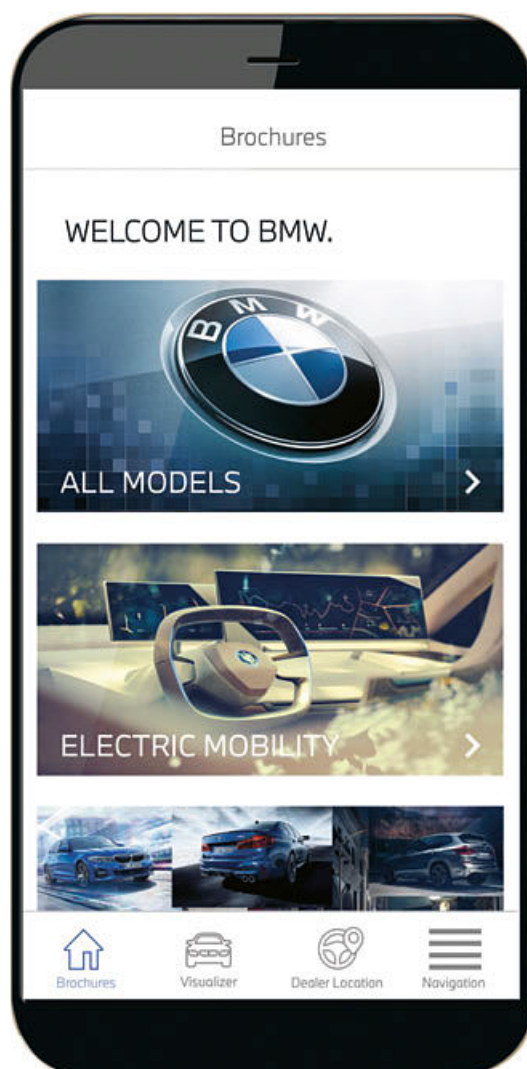 Brochures
WELCOME TO BMW.
BMW
ALL MODELS
ELECTRIC MOBILITY
Brochures
Visualizer
Dealer Location
Navigation